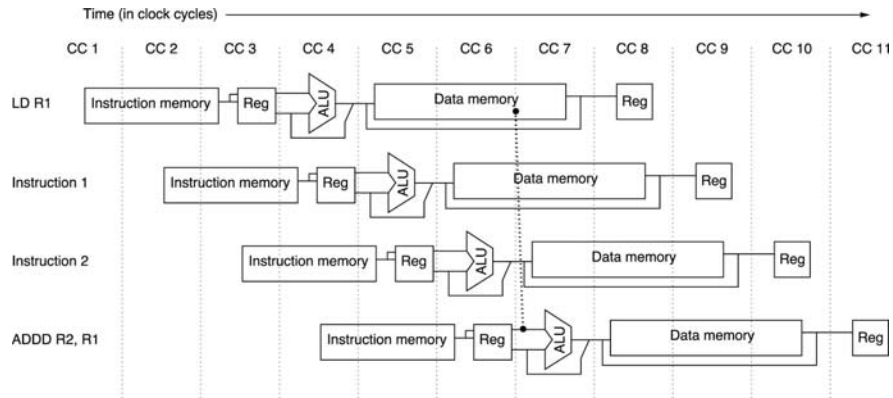 Time (in clock cycles)
CC 1 CC 2 CC 3 CC 4 CC 5 CC 6 CC 7 CC 8 CC 9 CC 10 CC 11
LD R1 Instruction memory Reg ALU Data memory Reg
Instruction 1 Instruction memory Reg ALU Data memory Reg
Instruction 2 Instruction memory Reg ALU Data memory Reg
ADDD R2, R1 Instruction memory Reg ALU Data memory Reg